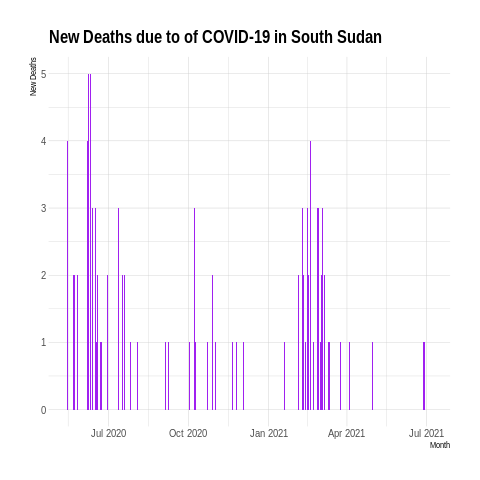 New Deaths due to of COVID-19 in South Sudan
New Deaths
5
4
3
2
1
0
Jul 2020 Oct 2020 Jan 2021 Apr 2021 Jul 2021
Month